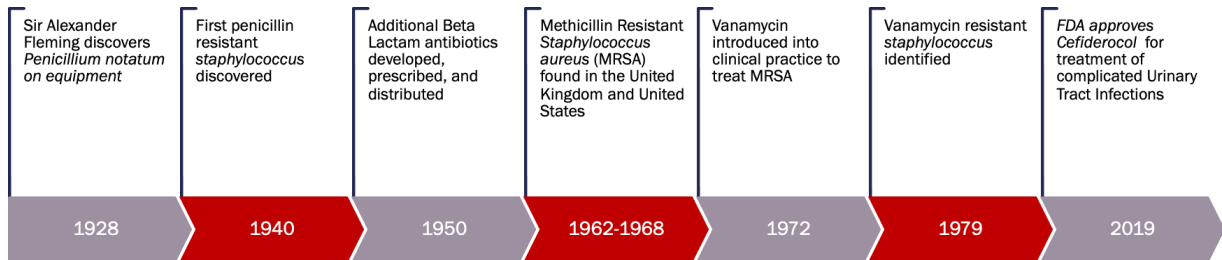 Sir Alexander
Fleming discovers
Penicillium notatum
on equipment
First penicillin
resistant
staphylococcus
discovered
Additional Beta
Lactam antibiotics
developed,
prescribed, and
distributed
Methicillin Resistant
Staphylococcus
aureus (MRSA)
found in the United
Kingdom and United
States
Vanamycin
introduced into
clinical practice to
treat MRSA
Vanamycin resistant
staphylococcus
identified
FDA approves
Cefiderocol for
treatment of
complicated Urinary
Tract Infections
1928
1940
1950
1962-1968
1972
1979
2019